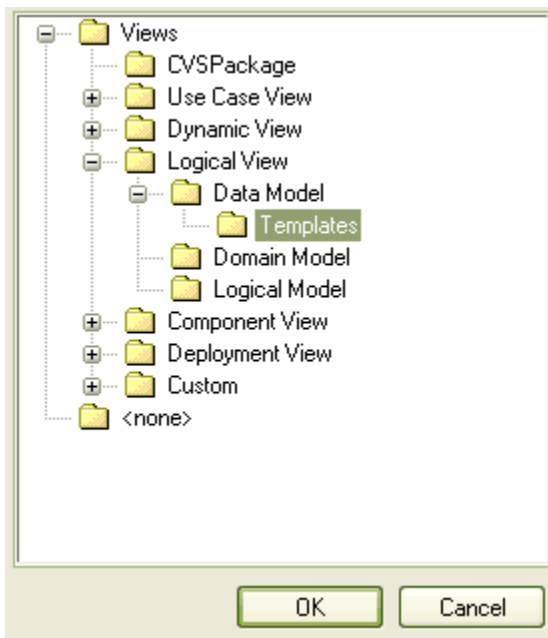 Views
CVSPackage
Use Case View
Dynamic View
Logical View
Data Model
Templates
Domain Model
Logical Model
Component View
Deployment View
Custom
<none>
OK Cancel